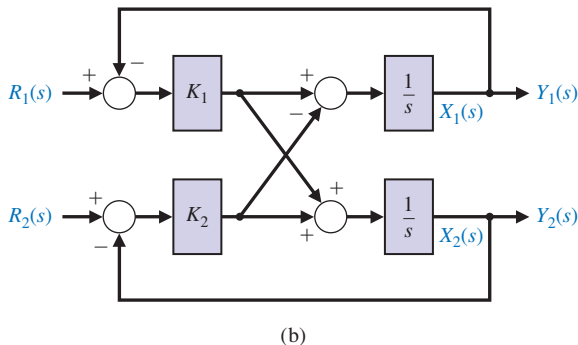 −
+ R₁(s) K₁ + − 1/s X₁(s) Y₁(s)
+ R₂(s) − K₂ + + 1/s X₂(s) Y₂(s)
(b)